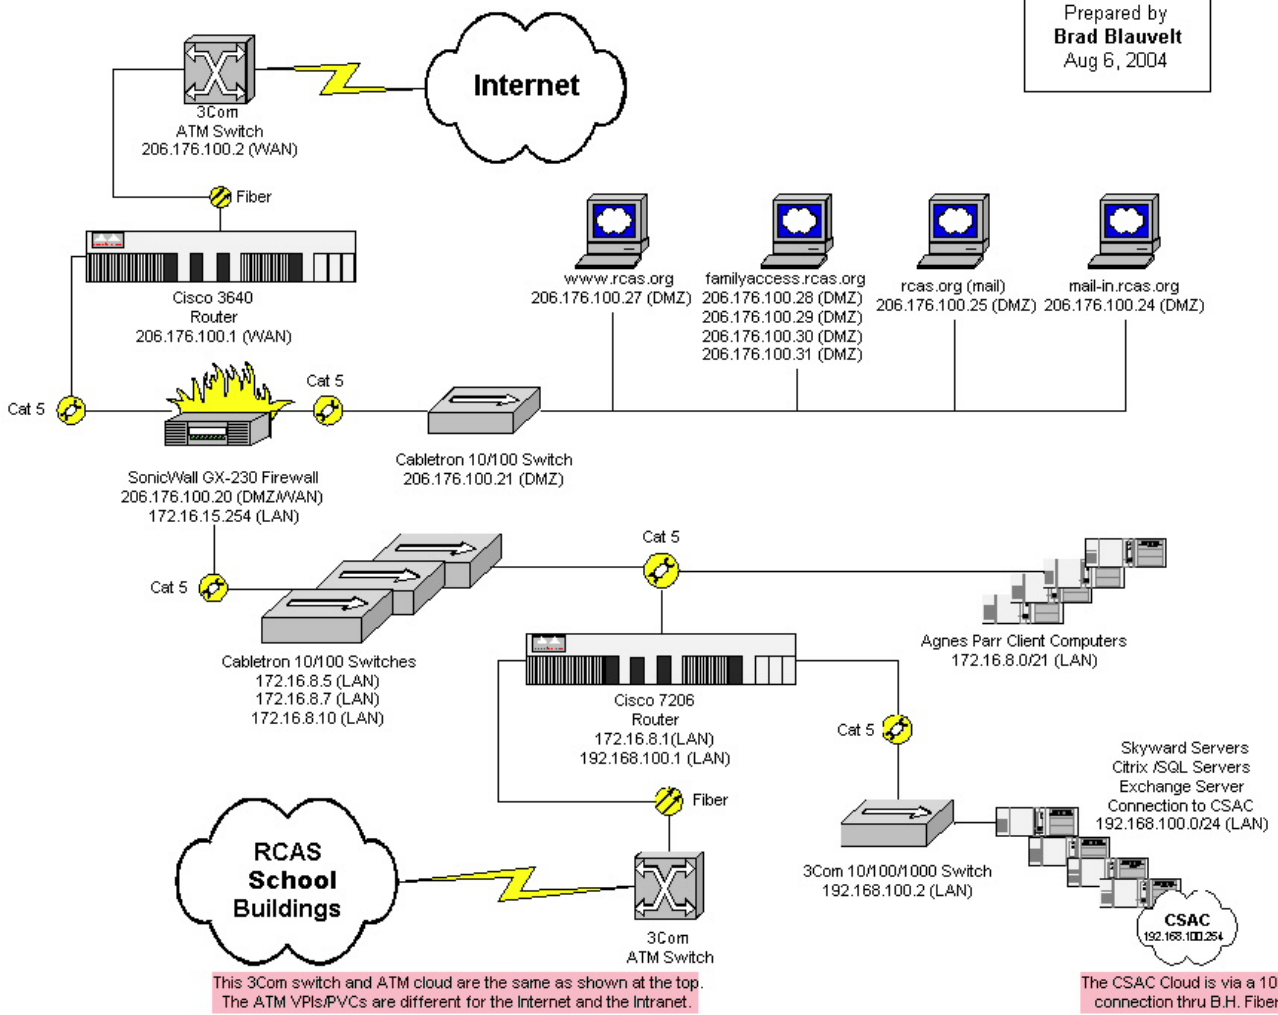 Prepared by
Brad Blauvelt
Aug 6, 2004
Internet
3Com
ATM Switch
206.176.100.2 (WAN)
Fiber
Cisco 3640
Router
206.176.100.1 (WAN)
www.rcas.org
206.176.100.27 (DMZ)
familyaccess.rcas.org
206.176.100.28 (DMZ)
206.176.100.29 (DMZ)
206.176.100.30 (DMZ)
206.176.100.31 (DMZ)
rcas.org (mail)
206.176.100.25 (DMZ)
mail-in.rcas.org
206.176.100.24 (DMZ)
Cat 5
Cat 5
SonicWall GX-230 Firewall
206.176.100.20 (DMZ/WAN)
172.16.15.254 (LAN)
Cabletron 10/100 Switch
206.176.100.21 (DMZ)
Cat 5
Cat 5
Cabletron 10/100 Switches
172.16.8.5 (LAN)
172.16.8.7 (LAN)
172.16.8.10 (LAN)
Agnes Parr Client Computers
172.16.8.0/21 (LAN)
Cisco 7206
Router
172.16.8.1(LAN)
192.168.100.1 (LAN)
Cat 5
Fiber
Skyward Servers
Citrix /SQL Servers
Exchange Server
Connection to CSAC
192.168.100.0/24 (LAN)
3Com 10/100/1000 Switch
192.168.100.2 (LAN)
RCAS
School
Buildings
3Com
ATM Switch
CSAC
192.168.100.254
This 3Com switch and ATM cloud are the same as shown at the top.
The ATM VPIs/PVCs are different for the Internet and the Intranet.
The CSAC Cloud is via a 10
connection thru B.H. Fiber